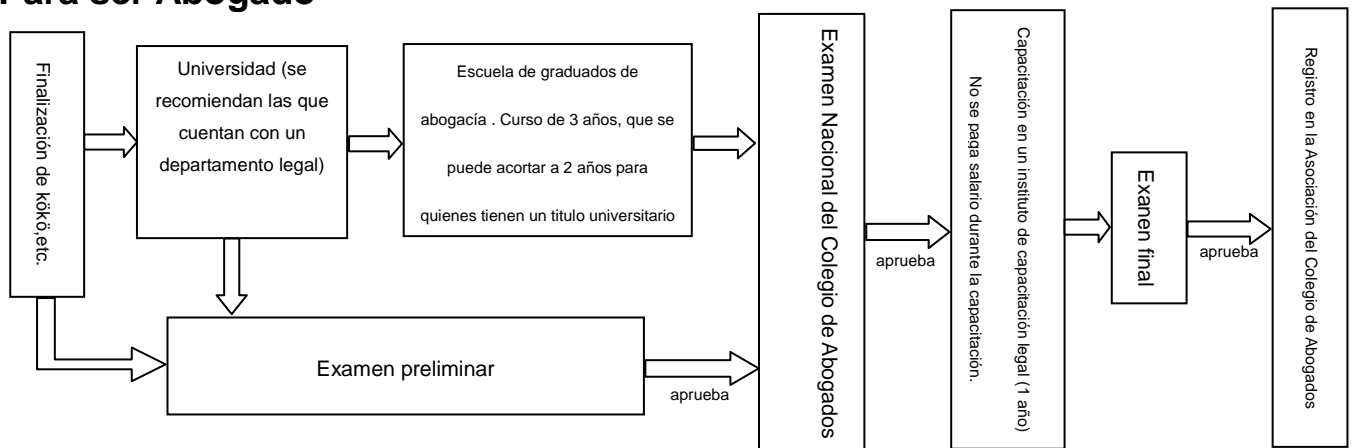 Para ser Abogado
Finalización de kökö,etc.
Universidad (se
recomiendan las que
cuentan con un
departamento legal)
Escuela de graduados de
abogacía . Curso de 3 años, que se
puede acortar a 2 años para
quienes tienen un titulo universitario
Examen preliminar
aprueba
Examen Nacional del Colegio de Abogados
aprueba
Capacitación en un instituto de capacitación legal (1 año)
No se paga salario durante la capacitación.
Exanen final
aprueba
Registro en la Asociación del Colegio de Abogados